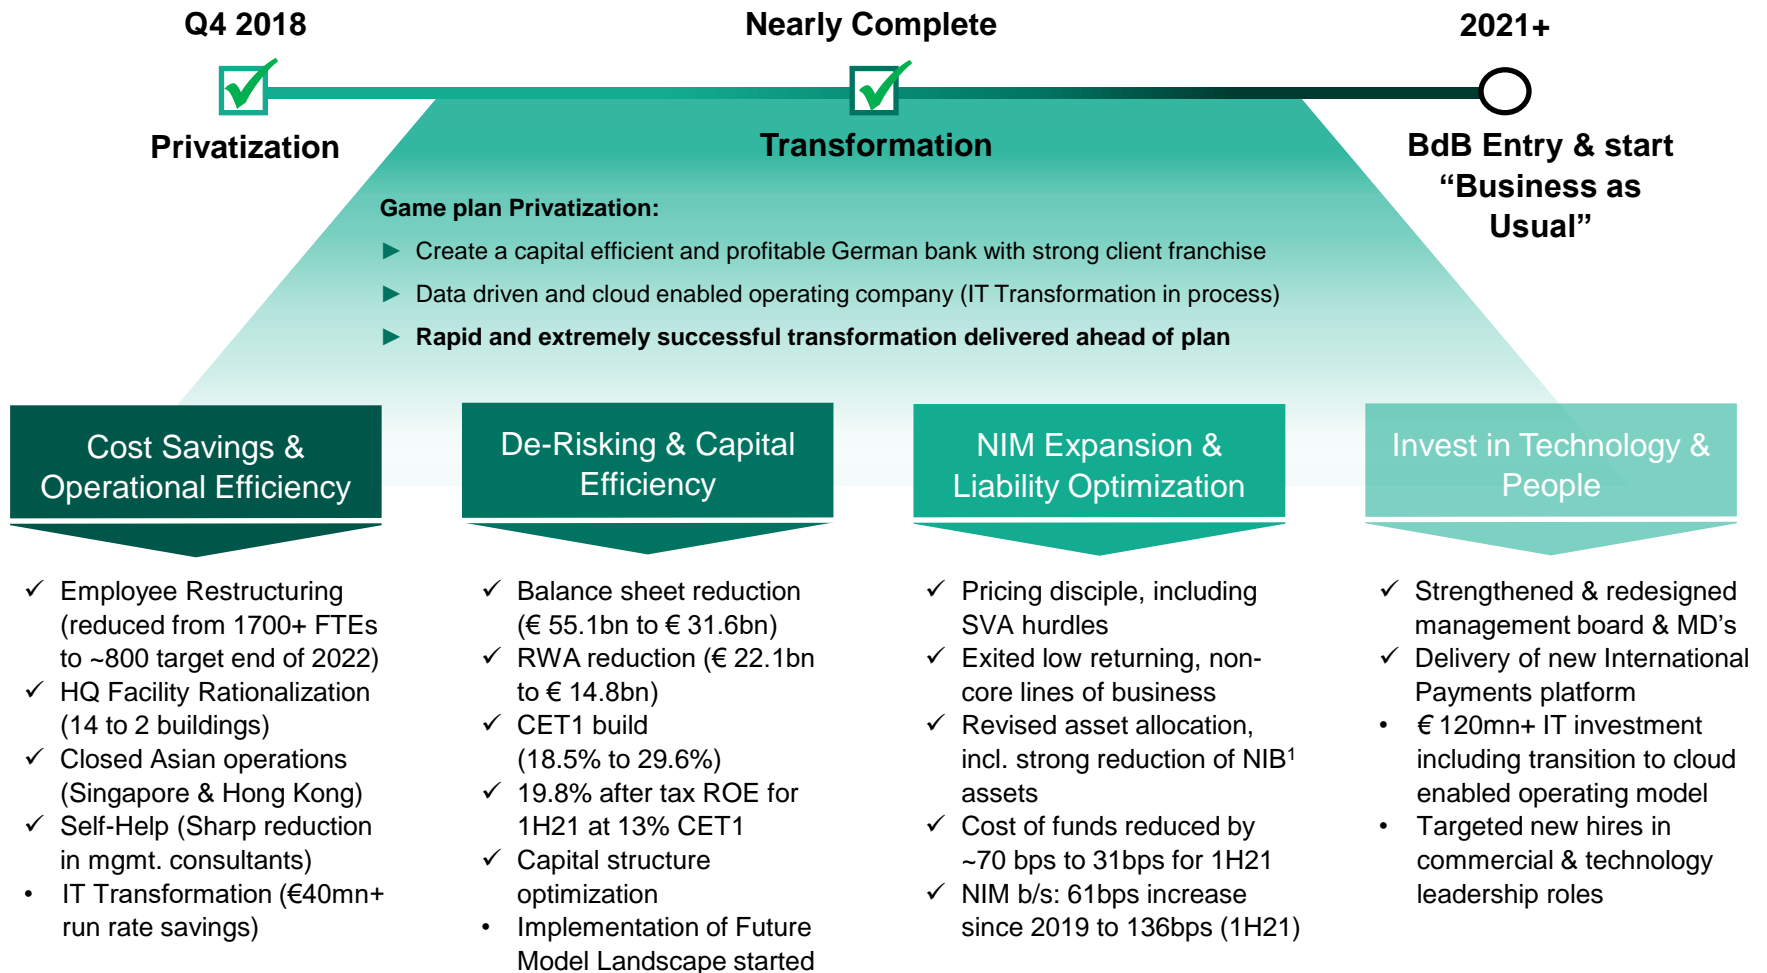 Q4 2018
Nearly Complete
2021+
Privatization
Transformation
BdB Entry & start
“Business as
Usual”
Game plan Privatization:
► Create a capital efficient and profitable German bank with strong client franchise
► Data driven and cloud enabled operating company (IT Transformation in process)
► Rapid and extremely successful transformation delivered ahead of plan
Cost Savings &
Operational Efficiency
✓ Employee Restructuring
(reduced from 1700+ FTEs
to ~800 target end of 2022)
✓ HQ Facility Rationalization
(14 to 2 buildings)
✓ Closed Asian operations
(Singapore & Hong Kong)
✓ Self-Help (Sharp reduction
in mgmt. consultants)
• IT Transformation (€40mn+
run rate savings)
De-Risking & Capital
Efficiency
✓ Balance sheet reduction
(€ 55.1bn to € 31.6bn)
✓ RWA reduction (€ 22.1bn
to € 14.8bn)
✓ CET1 build
(18.5% to 29.6%)
✓ 19.8% after tax ROE for
1H21 at 13% CET1
✓ Capital structure
optimization
• Implementation of Future
Model Landscape started
NIM Expansion &
Liability Optimization
✓ Pricing disciple, including
SVA hurdles
✓ Exited low returning, non-
core lines of business
✓ Revised asset allocation,
incl. strong reduction of NIB¹
assets
✓ Cost of funds reduced by
~70 bps to 31bps for 1H21
✓ NIM b/s: 61bps increase
since 2019 to 136bps (1H21)
Invest in Technology &
People
✓ Strengthened & redesigned
management board & MD’s
✓ Delivery of new International
Payments platform
• € 120mn+ IT investment
including transition to cloud
enabled operating model
• Targeted new hires in
commercial & technology
leadership roles